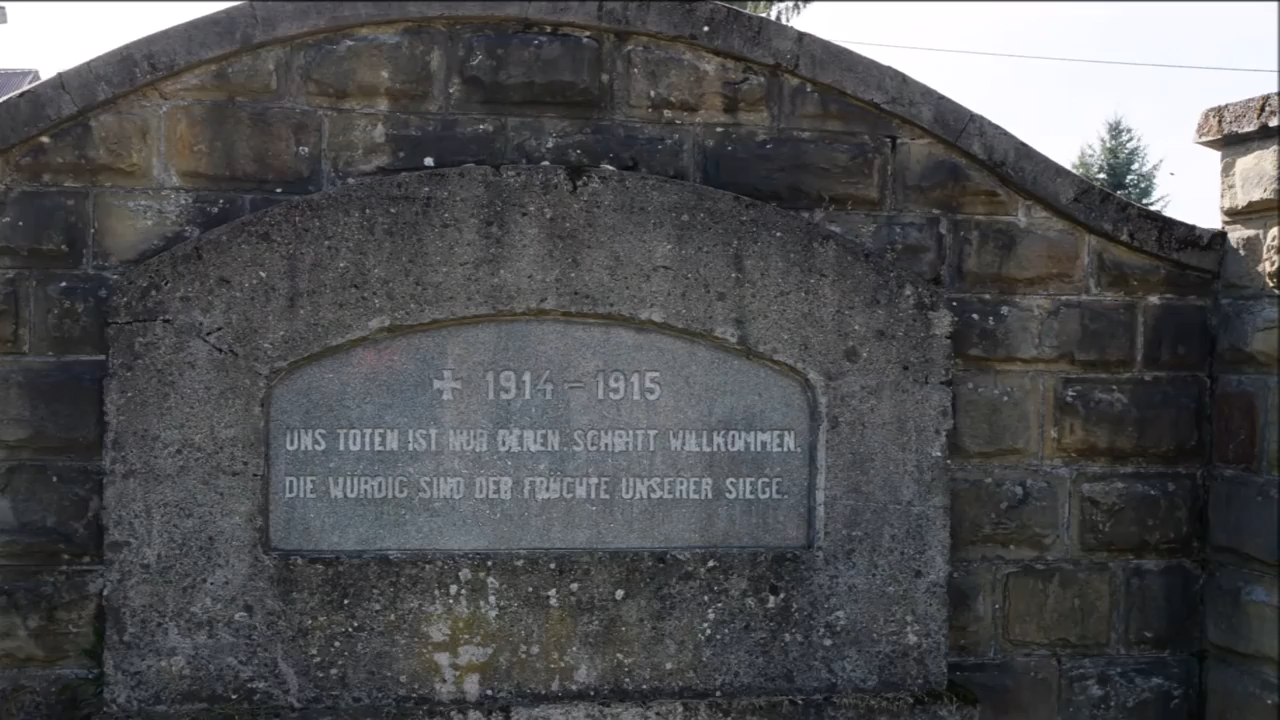 ✠ 1914 – 1915
UNS TOTEN IST NUR DEREN SCHRITT WILLKOMMEN,
DIE WÜRDIG SIND DER FRÜCHTE UNSERER SIEGE.